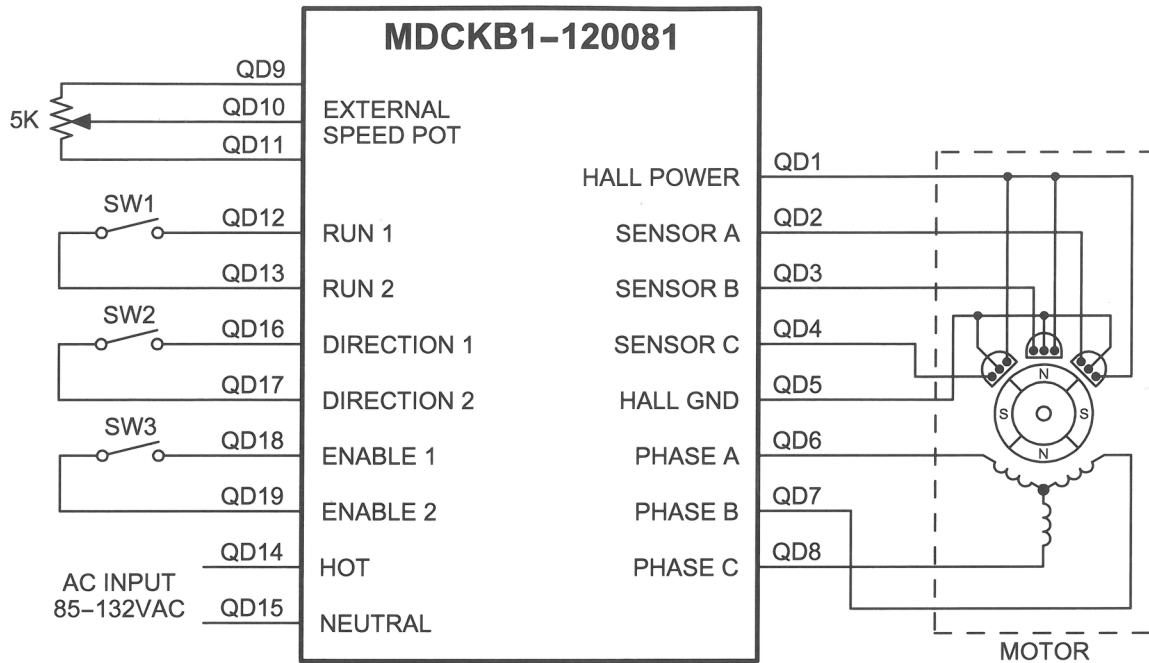 MDCKB1-120081
QD9
5K
QD10
EXTERNAL
SPEED POT
QD11
SW1
QD12
RUN 1
QD13
RUN 2
SW2
QD16
DIRECTION 1
QD17
DIRECTION 2
SW3
QD18
ENABLE 1
QD19
ENABLE 2
QD14
HOT
AC INPUT
85-132VAC
QD15
NEUTRAL
HALL POWER
QD1
SENSOR A
QD2
SENSOR B
QD3
SENSOR C
QD4
HALL GND
QD5
PHASE A
QD6
PHASE B
QD7
PHASE C
QD8
N
S
S
N
MOTOR